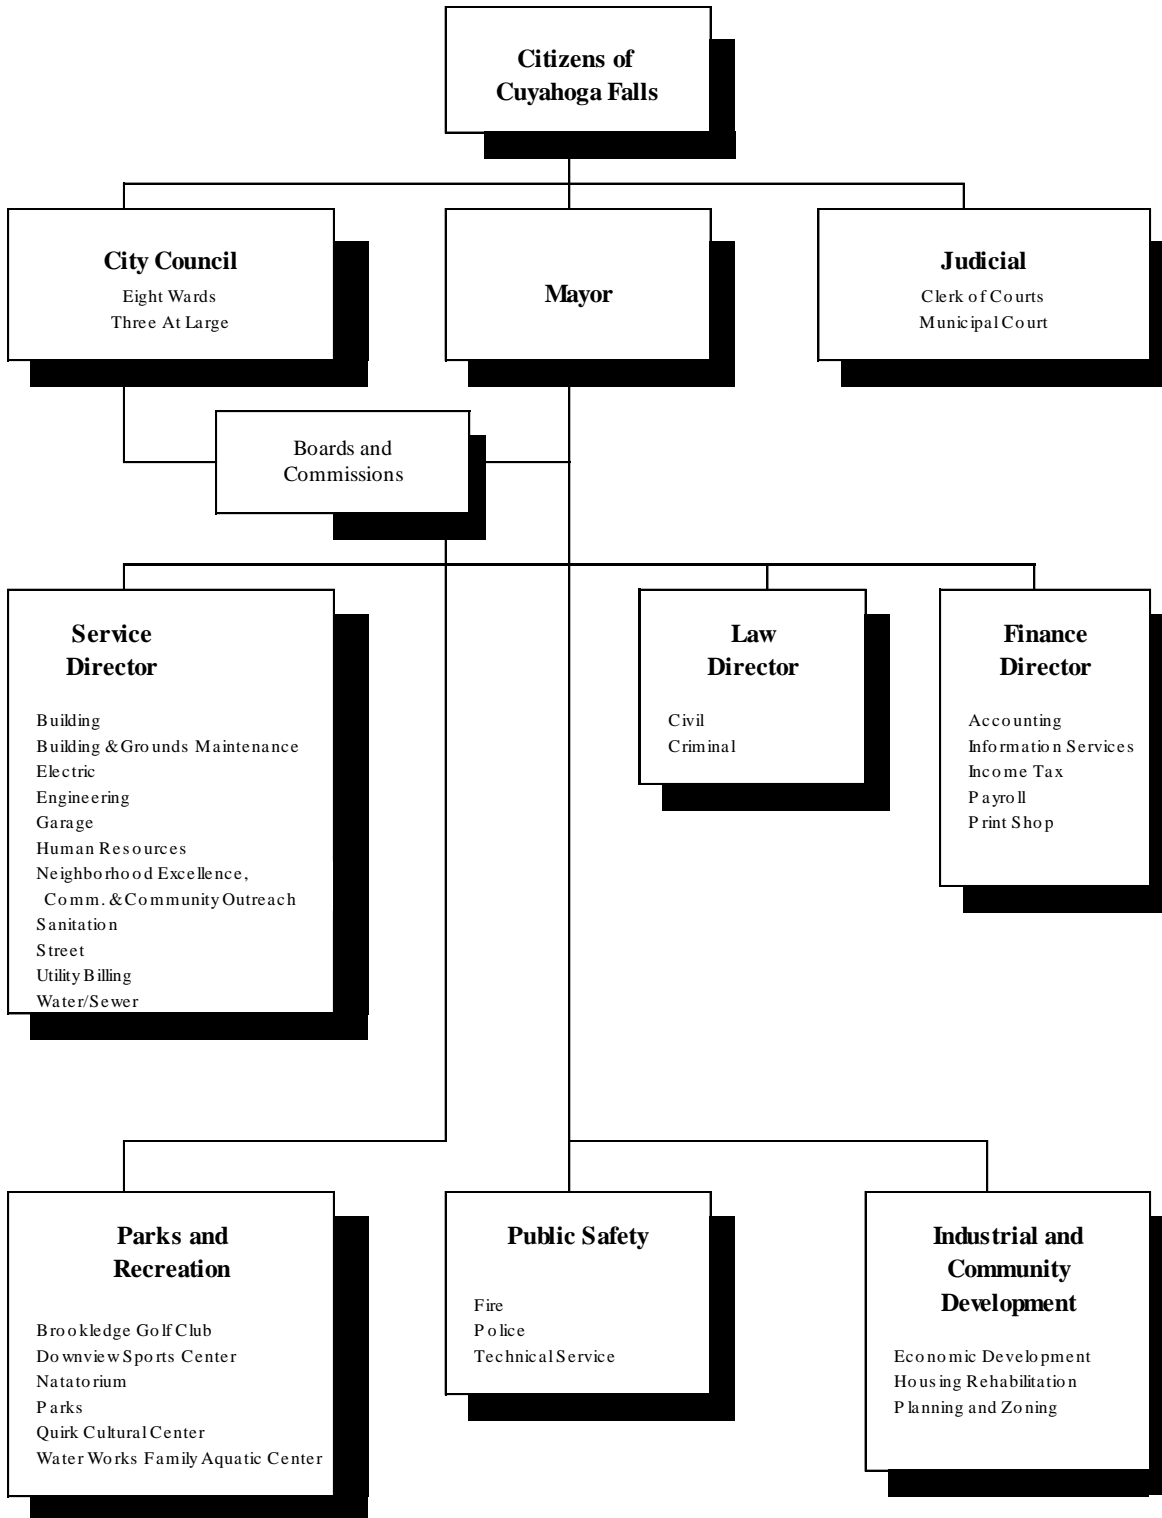 Citizens of
Cuyahoga Falls
City Council
Eight Wards
Three At Large
Mayor
Judicial
Clerk of Courts
Municipal Court
Boards and
Commissions
Service
Director
Building
Building & Grounds Maintenance
Electric
Engineering
Garage
Human Resources
Neighborhood Excellence,
Comm. & Community Outreach
Sanitation
Street
Utility Billing
Water/Sewer
Law
Director
Civil
Criminal
Finance
Director
Accounting
Information Services
Income Tax
Payroll
Print Shop
Parks and
Recreation
Brookledge Golf Club
Downview Sports Center
Natatorium
Parks
Quirk Cultural Center
Water Works Family Aquatic Center
Public Safety
Fire
Police
Technical Service
Industrial and
Community
Development
Economic Development
Housing Rehabilitation
Planning and Zoning